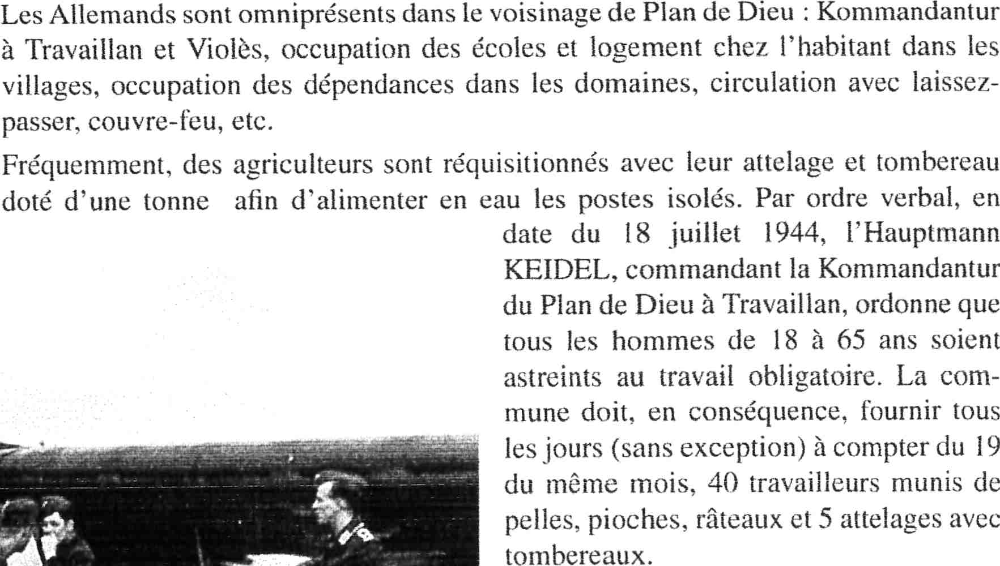 Les Allemands sont omniprésents dans le voisinage de Plan de Dieu : Kommandantur
à Travaillan et Violès, occupation des écoles et logement chez l'habitant dans les
villages, occupation des dépendances dans les domaines, circulation avec laissez-
passer, couvre-feu, etc.
Fréquemment, des agriculteurs sont réquisitionnés avec leur attelage et tombereau
doté d'une tonne afin d'alimenter en eau les postes isolés. Par ordre verbal, en
date du 18 juillet 1944, l'Hauptmann
KEIDEL, commandant la Kommandantur
du Plan de Dieu à Travaillan, ordonne que
tous les hommes de 18 à 65 ans soient
astreints au travail obligatoire. La com-
mune doit, en conséquence, fournir tous
les jours (sans exception) à compter du 19
du même mois, 40 travailleurs munis de
pelles, pioches, râteaux et 5 attelages avec
tombereaux.